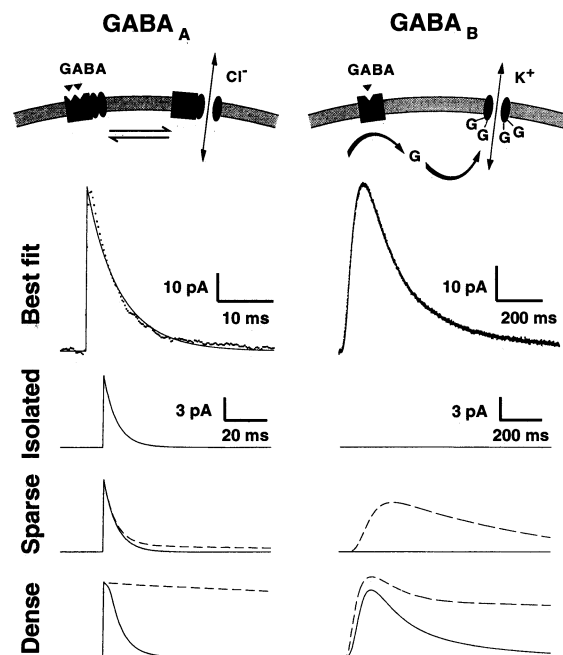 GABA A
GABA B
GABA
Cl-
GABA
K+
G
G
G
G
G
Best fit
10 pA
10 ms
10 pA
200 ms
Isolated
3 pA
20 ms
3 pA
200 ms
Sparse
Dense